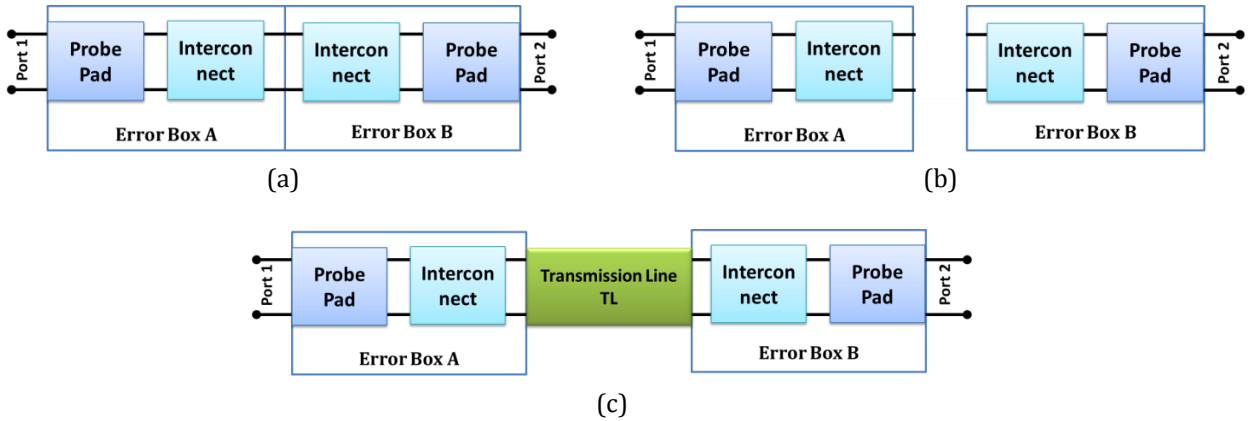 Port 1
Probe
Pad
Intercon
nect
Intercon
nect
Probe
Pad
Port 2
Error Box A
Error Box B
(a)
Port 1
Probe
Pad
Intercon
nect
Intercon
nect
Probe
Pad
Port 2
Error Box A
Error Box B
(b)
Port 1
Probe
Pad
Intercon
nect
Transmission Line
TL
Intercon
nect
Probe
Pad
Port 2
Error Box A
Error Box B
(c)